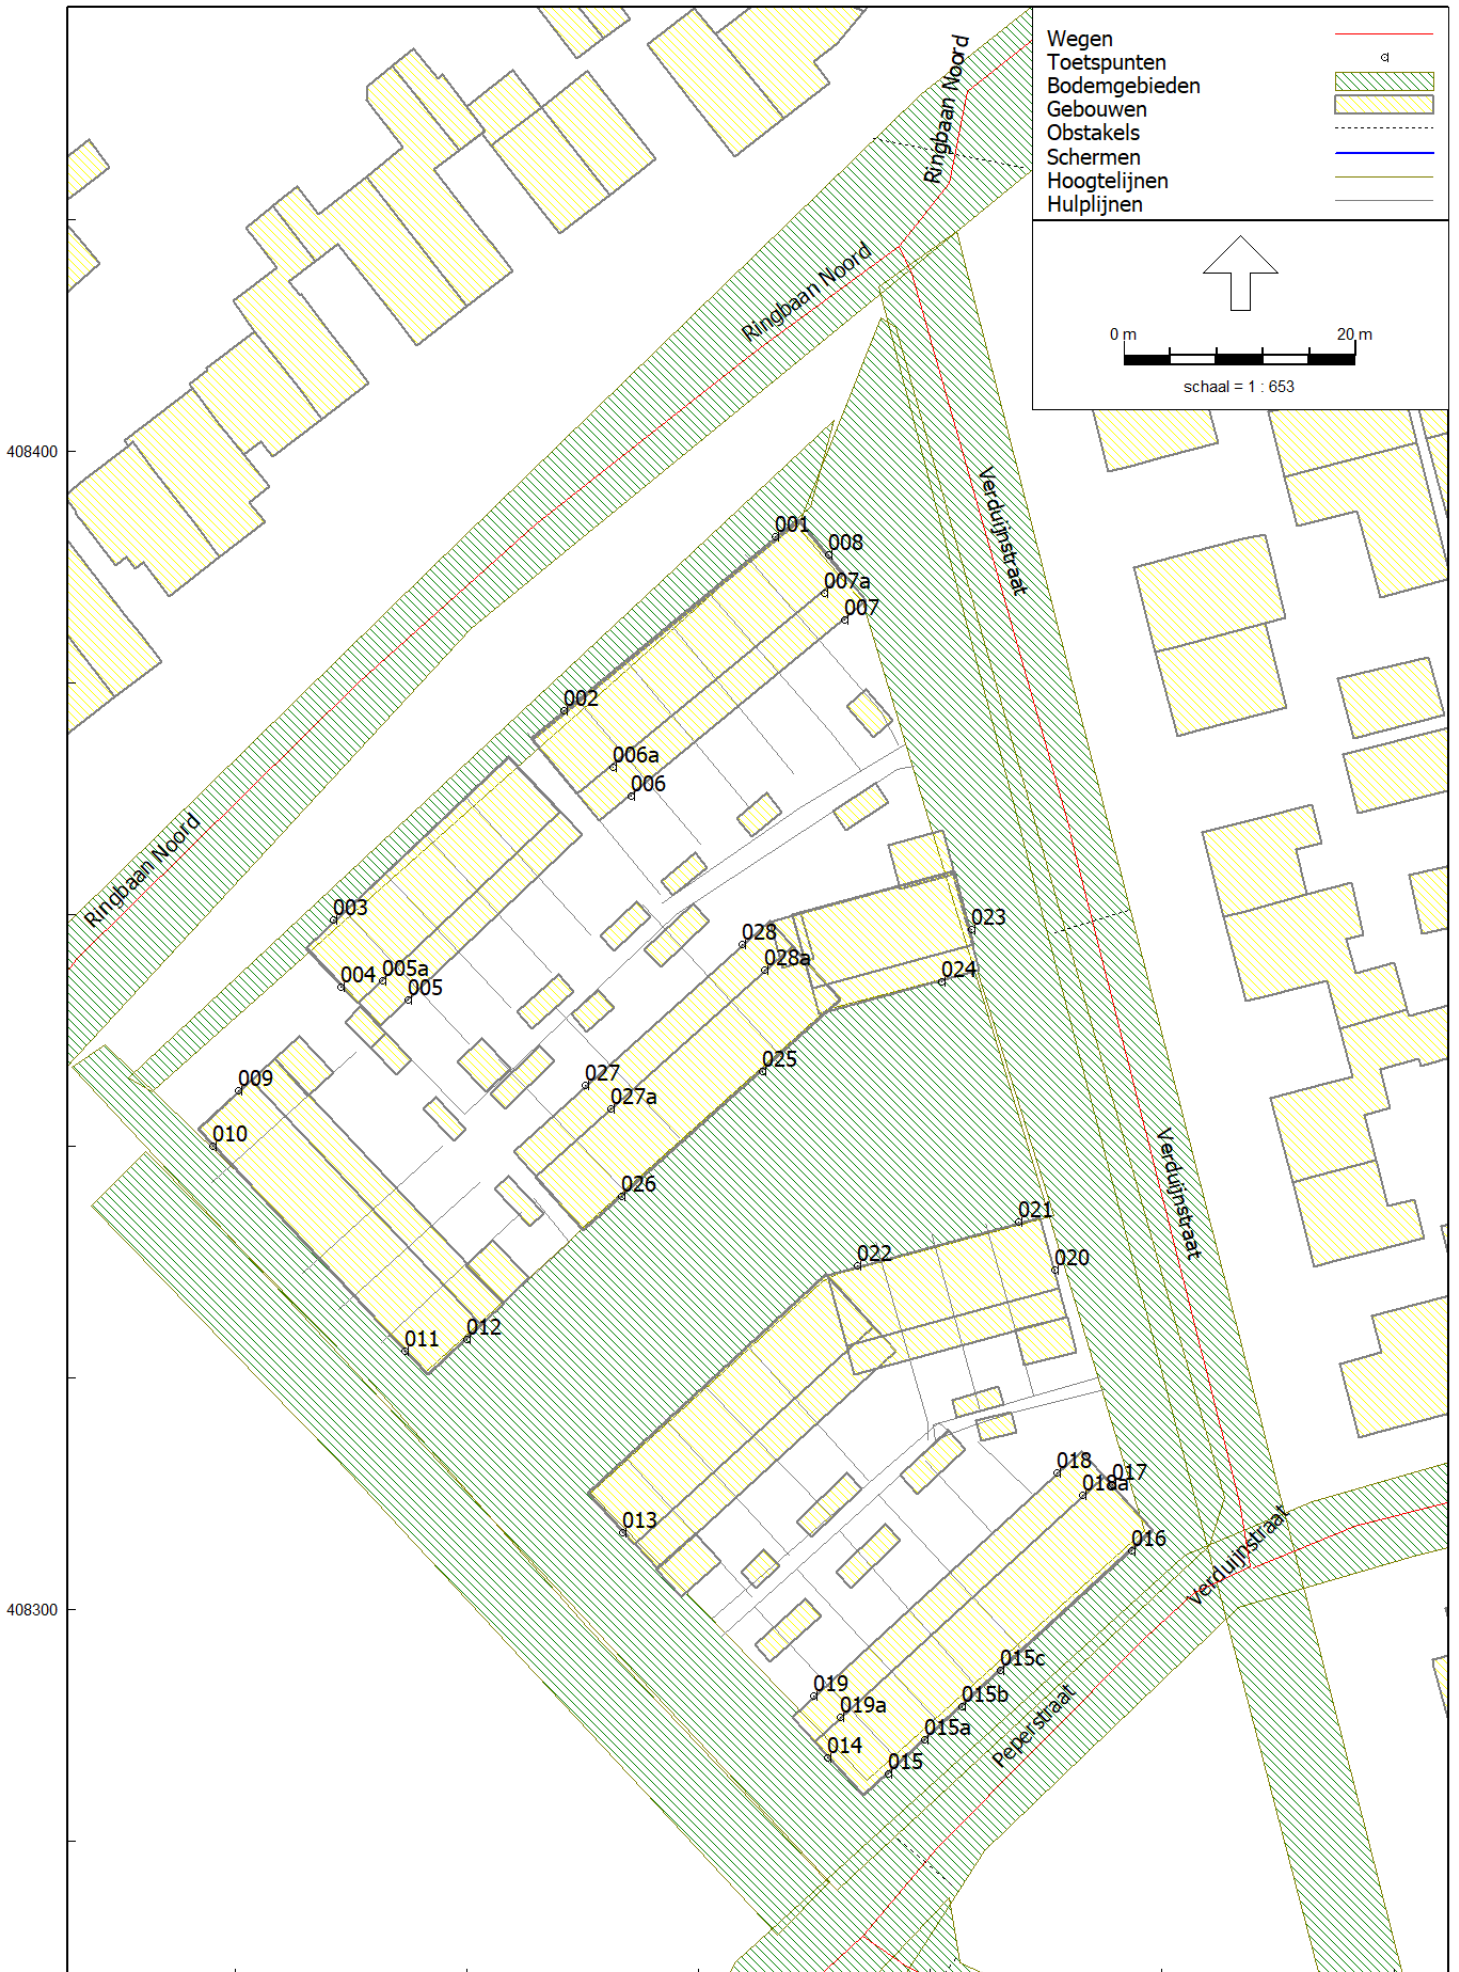 Ringbaan Noord
Wegen
Toetspunten
Bodemgebieden
Gebouwen
Obstakels
Schermen
Hoogtelijnen
Hulplijnen
Ringbaan Noord
0 m
20 m
schaal = 1 : 653
408400
Verduijnstraat
001
008
007a
007
002
006a
006
Ringbaan Noord
003
023
028
028a
004
005a
005
024
025
009
027
027a
010
Verduijnstraat
026
021
022
020
011
012
018
017
018a
013
016
Verduijnstraat
408300
015c
019
015b
019a
Peperstraat
015a
014
015